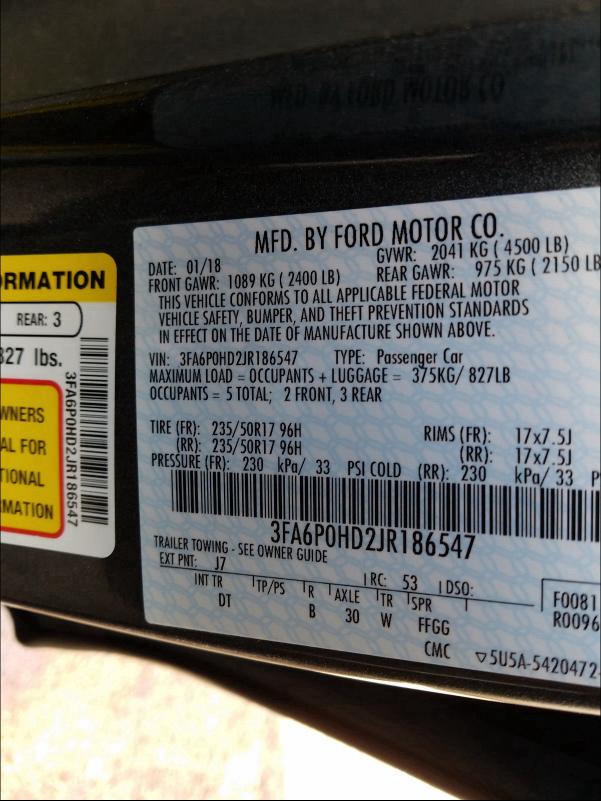 MFD. BY FORD MOTOR CO.
DATE: 01/18
GVWR: 2041 KG ( 4500 LB)
FRONT GAWR: 1089 KG ( 2400 LB)
REAR GAWR: 975 KG ( 2150 LB
THIS VEHICLE CONFORMS TO ALL APPLICABLE FEDERAL MOTOR
VEHICLE SAFETY, BUMPER, AND THEFT PREVENTION STANDARDS
IN EFFECT ON THE DATE OF MANUFACTURE SHOWN ABOVE.
VIN: 3FA6P0HD2JR186547 TYPE: Passenger Car
MAXIMUM LOAD = OCCUPANTS + LUGGAGE = 375KG/ 827LB
OCCUPANTS = 5 TOTAL; 2 FRONT, 3 REAR
TIRE (FR): 235/50R17 96H RIMS (FR): 17x7.5J
(RR): 235/50R17 96H (RR): 17x7.5J
PRESSURE (FR): 230 kPa/ 33 PSI COLD (RR): 230 kPa/ 33 P
3FA6P0HD2JR186547
TRAILER TOWING - SEE OWNER GUIDE
EXT PNT: J7 RC: 53 DSO:
INT TR TP/PS R AXLE TR SPR
DT B 30 W FFGG
F0081
R0096
CMC ▽5U5A-5420472-
ORMATION
REAR: 3
827 lbs.
WNERS
AL FOR
TIONAL
RMATION
3FA6P0HD2JR186547